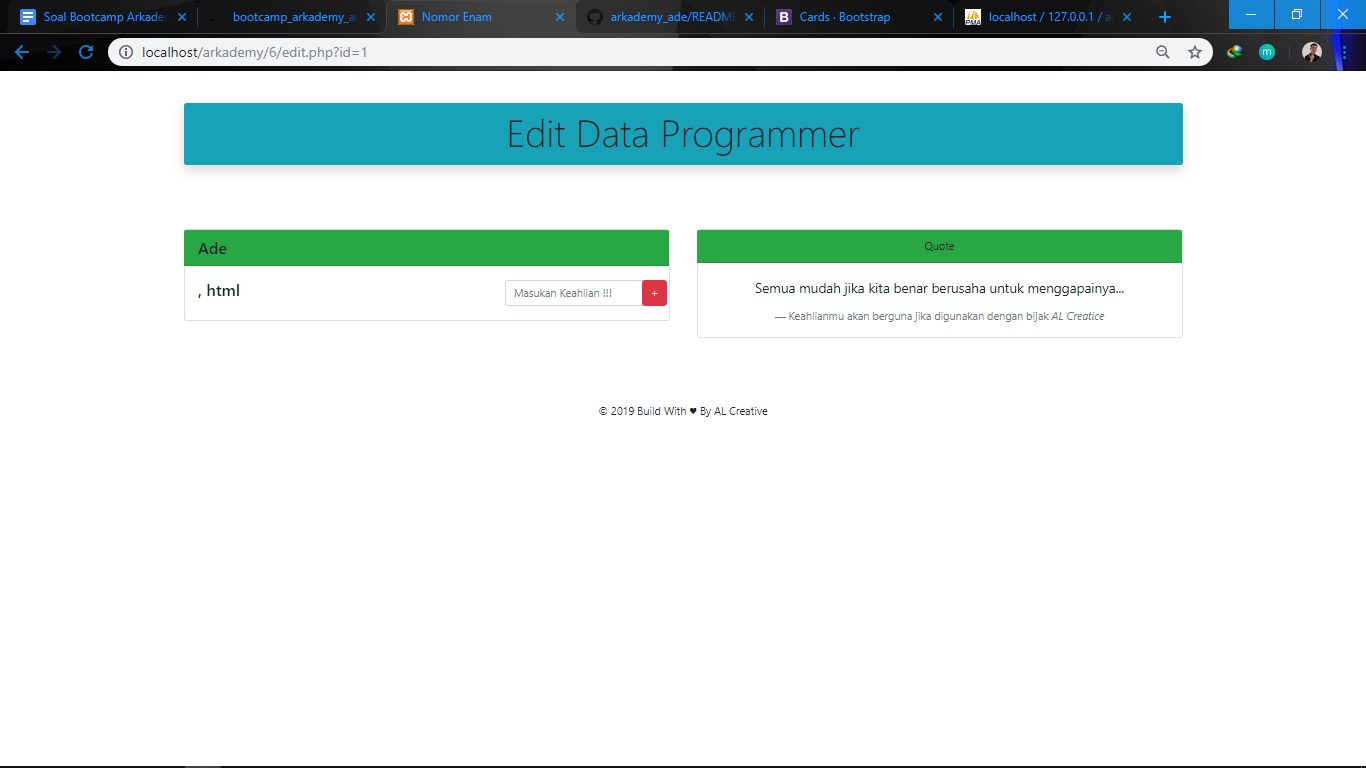 Soal Bootcamp Arkader
bootcamp_arkademy_a
Nomor Enam
arkademy_ade/README
Cards · Bootstrap
localhost / 127.0.0.1 / a
localhost/arkademy/6/edit.php?id=1
Edit Data Programmer
Ade
, html
Masukan Keahlian !!!
+
Quote
Semua mudah jika kita benar berusaha untuk menggapainya...
— Keahlianmu akan berguna jika digunakan dengan bijak AL Creatice
© 2019 Build With ♥ By AL Creative